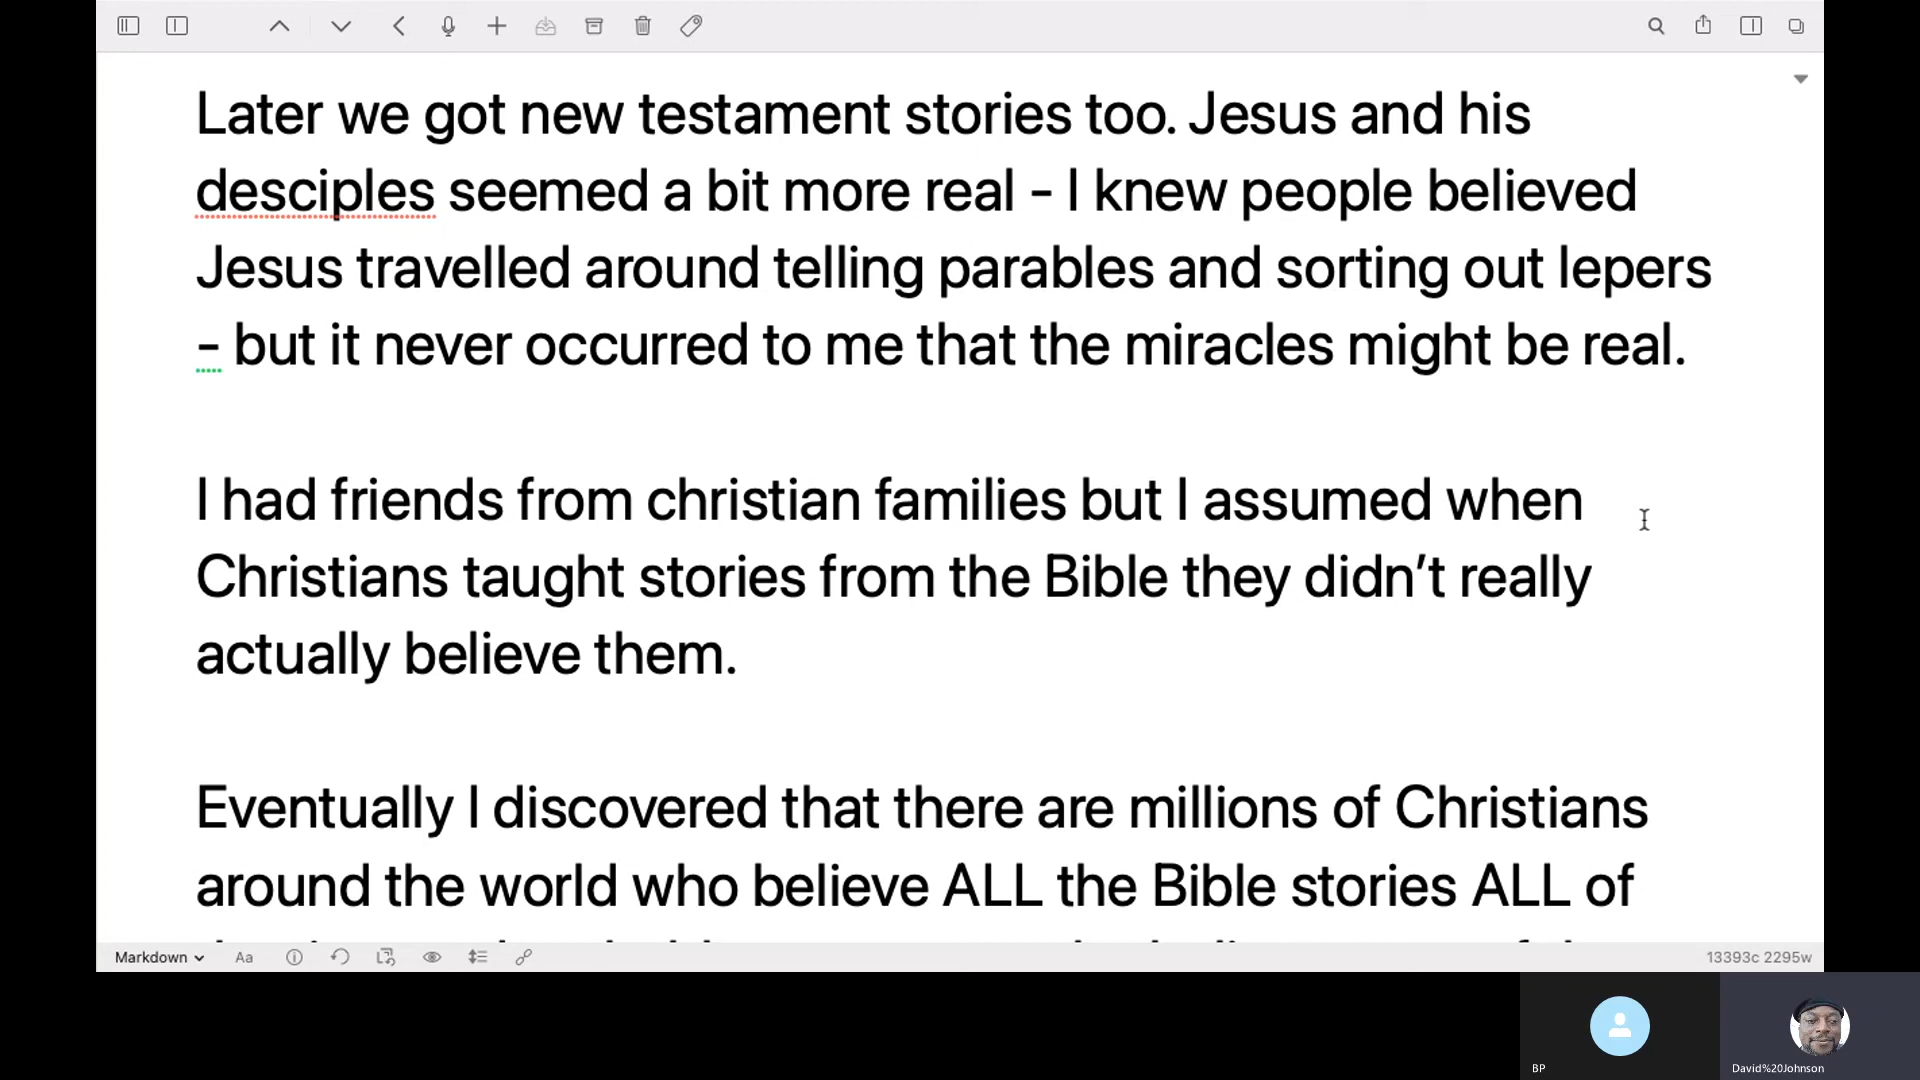 Later we got new testament stories too. Jesus and his
desciples seemed a bit more real - I knew people believed
Jesus travelled around telling parables and sorting out lepers
- but it never occurred to me that the miracles might be real.
I had friends from christian families but I assumed when
Christians taught stories from the Bible they didn’t really
actually believe them.
Eventually I discovered that there are millions of Christians
around the world who believe ALL the Bible stories ALL of
Markdown Aa 13393c 2295w
BP David%20Johnson